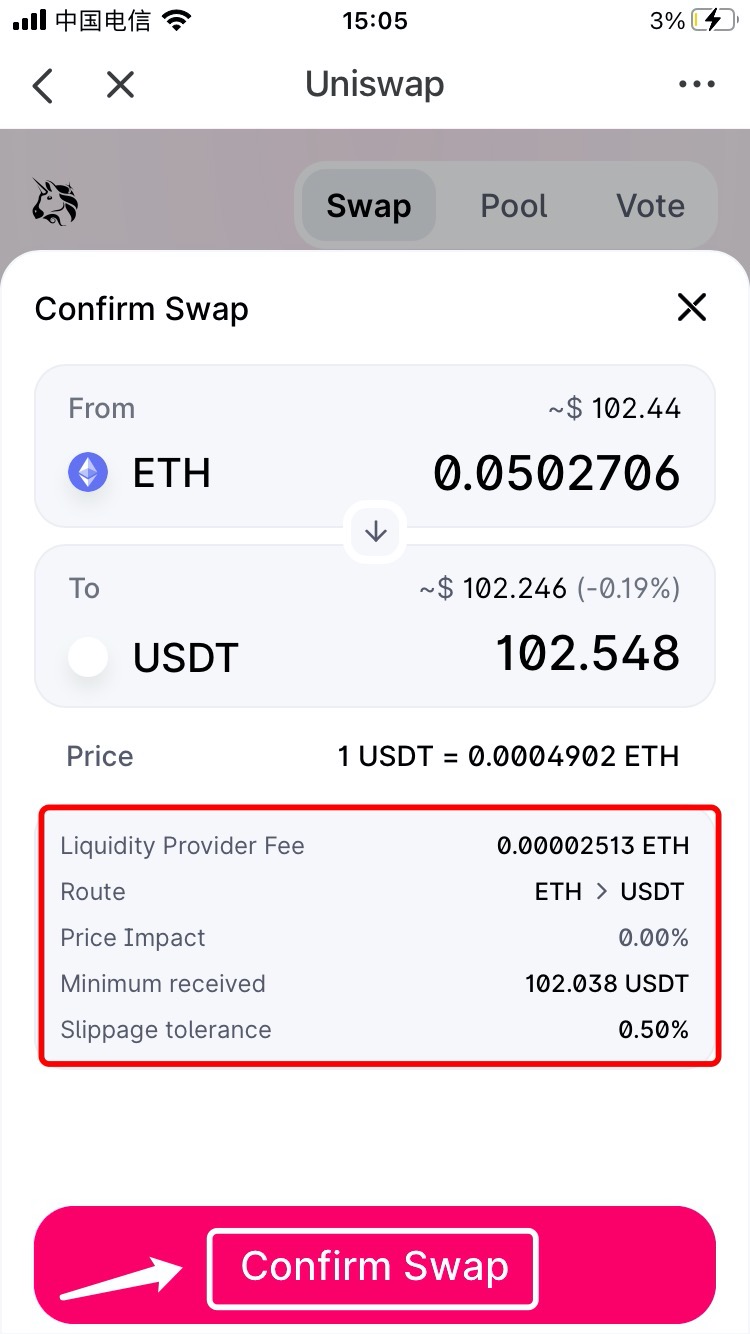 中国电信 15:05 3%
Uniswap
Swap Pool Vote
Confirm Swap
From ~$ 102.44
ETH 0.0502706
To ~$ 102.246 (-0.19%)
USDT 102.548
Price 1 USDT = 0.0004902 ETH
Liquidity Provider Fee 0.00002513 ETH
Route ETH > USDT
Price Impact 0.00%
Minimum received 102.038 USDT
Slippage tolerance 0.50%
Confirm Swap